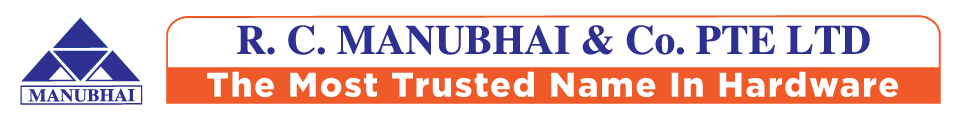 MANUBHAI
R. C. MANUBHAI & Co. PTE LTD
The Most Trusted Name In Hardware